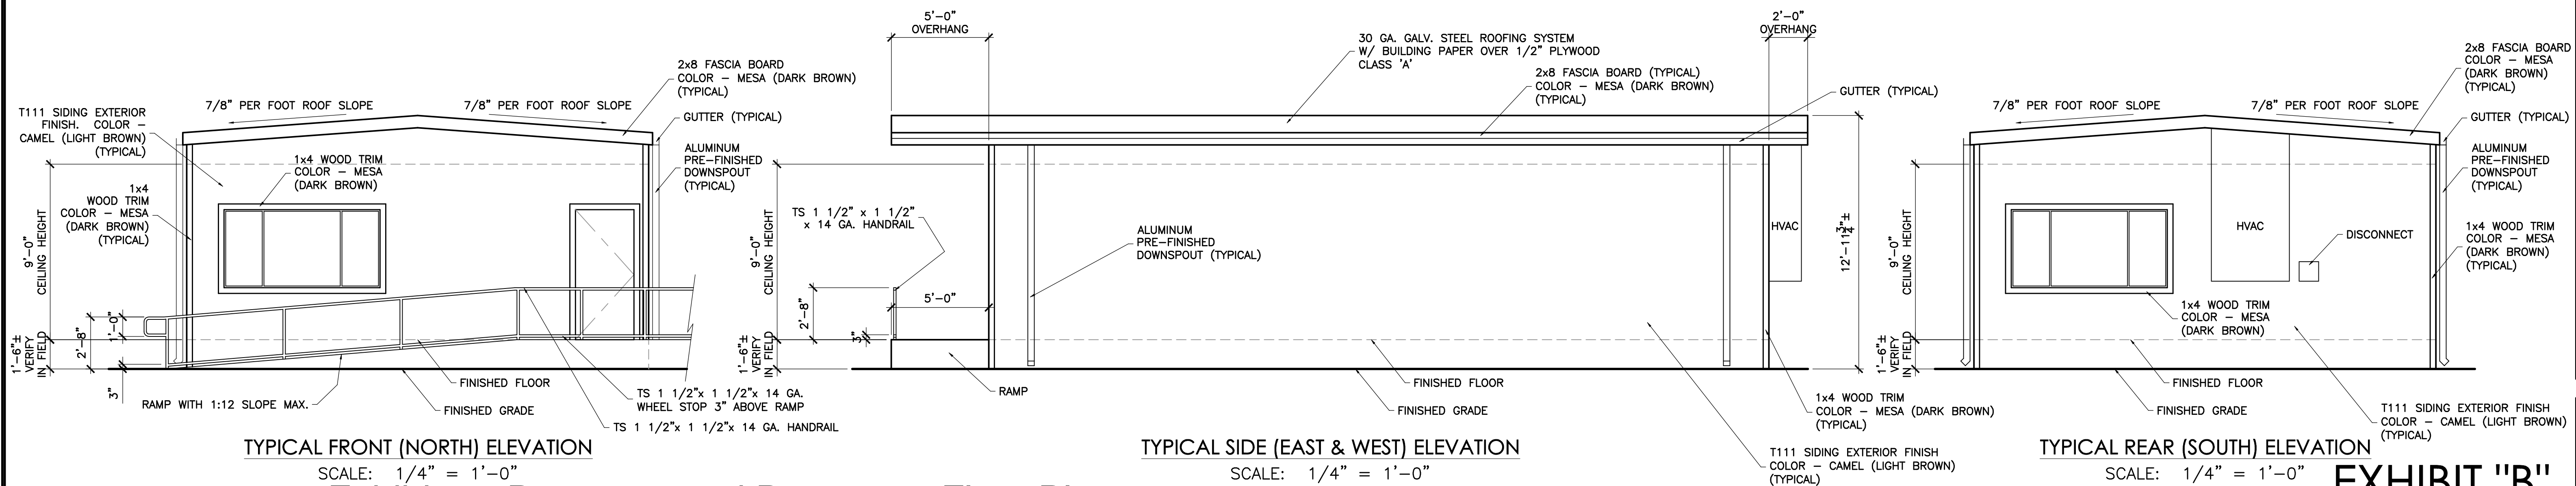 T111 SIDING EXTERIOR
FINISH. COLOR –
CAMEL (LIGHT BROWN)
(TYPICAL)
7/8" PER FOOT ROOF SLOPE
7/8" PER FOOT ROOF SLOPE
2x8 FASCIA BOARD
COLOR – MESA (DARK BROWN)
(TYPICAL)
GUTTER (TYPICAL)
1x4 WOOD TRIM
COLOR – MESA
(DARK BROWN)
ALUMINUM
PRE–FINISHED
DOWNSPOUT
(TYPICAL)
1x4
WOOD TRIM
COLOR – MESA
(DARK BROWN)
(TYPICAL)
9'–0"
CEILING HEIGHT
1'–6"±
VERIFY
IN FIELD
2'–8"
1'–0"
3"
RAMP WITH 1:12 SLOPE MAX.
FINISHED FLOOR
FINISHED GRADE
TS 1 1/2"x 1 1/2"x 14 GA.
WHEEL STOP 3" ABOVE RAMP
TS 1 1/2"x 1 1/2"x 14 GA. HANDRAIL
TYPICAL FRONT (NORTH) ELEVATION
SCALE: 1/4" = 1'–0"
5'–0"
OVERHANG
2'–0"
OVERHANG
30 GA. GALV. STEEL ROOFING SYSTEM
W/ BUILDING PAPER OVER 1/2" PLYWOOD
CLASS 'A'
2x8 FASCIA BOARD (TYPICAL)
COLOR – MESA (DARK BROWN)
(TYPICAL)
GUTTER (TYPICAL)
TS 1 1/2" x 1 1/2"
x 14 GA. HANDRAIL
9'–0"
CEILING HEIGHT
1'–6"±
VERIFY
IN FIELD
2'–8"
3"
5'–0"
ALUMINUM
PRE–FINISHED
DOWNSPOUT (TYPICAL)
HVAC
RAMP
FINISHED FLOOR
FINISHED GRADE
1x4 WOOD TRIM
COLOR – MESA (DARK BROWN)
(TYPICAL)
T111 SIDING EXTERIOR FINISH
COLOR – CAMEL (LIGHT BROWN)
(TYPICAL)
TYPICAL SIDE (EAST & WEST) ELEVATION
SCALE: 1/4" = 1'–0"
7/8" PER FOOT ROOF SLOPE
7/8" PER FOOT ROOF SLOPE
2x8 FASCIA BOARD
COLOR – MESA
(DARK BROWN)
(TYPICAL)
GUTTER (TYPICAL)
ALUMINUM
PRE–FINISHED
DOWNSPOUT
(TYPICAL)
9'–0"
CEILING HEIGHT
1'–6"±
VERIFY
IN FIELD
HVAC
DISCONNECT
1x4 WOOD TRIM
COLOR – MESA
(DARK BROWN)
(TYPICAL)
1x4 WOOD TRIM
COLOR – MESA
(DARK BROWN)
FINISHED FLOOR
FINISHED GRADE
T111 SIDING EXTERIOR FINISH
COLOR – CAMEL (LIGHT BROWN)
(TYPICAL)
TYPICAL REAR (SOUTH) ELEVATION
SCALE: 1/4" = 1'–0"
EXHIBIT "B"